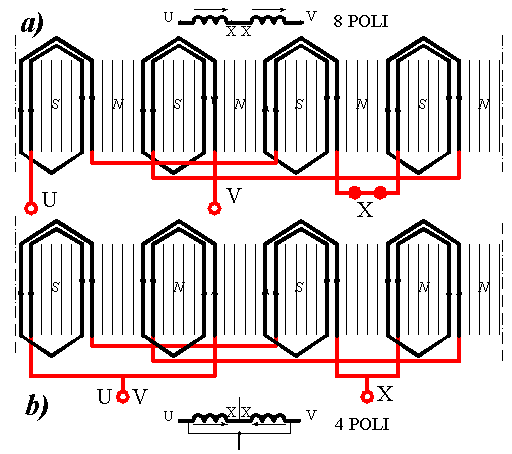 a) U X X V 8 POLI
S N S N S N S N
U V X
S N S N
U V X
b) U X X V 4 POLI